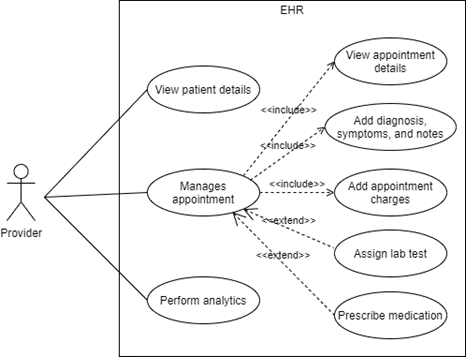 EHR
View patient details
View appointment
details
<<include>>
Add diagnosis,
symptoms, and notes
<<include>>
Manages
appointment
<<include>>
Add appointment
charges
Provider
<<extend>>
Assign lab test
<<extend>>
Perform analytics
Prescribe medication